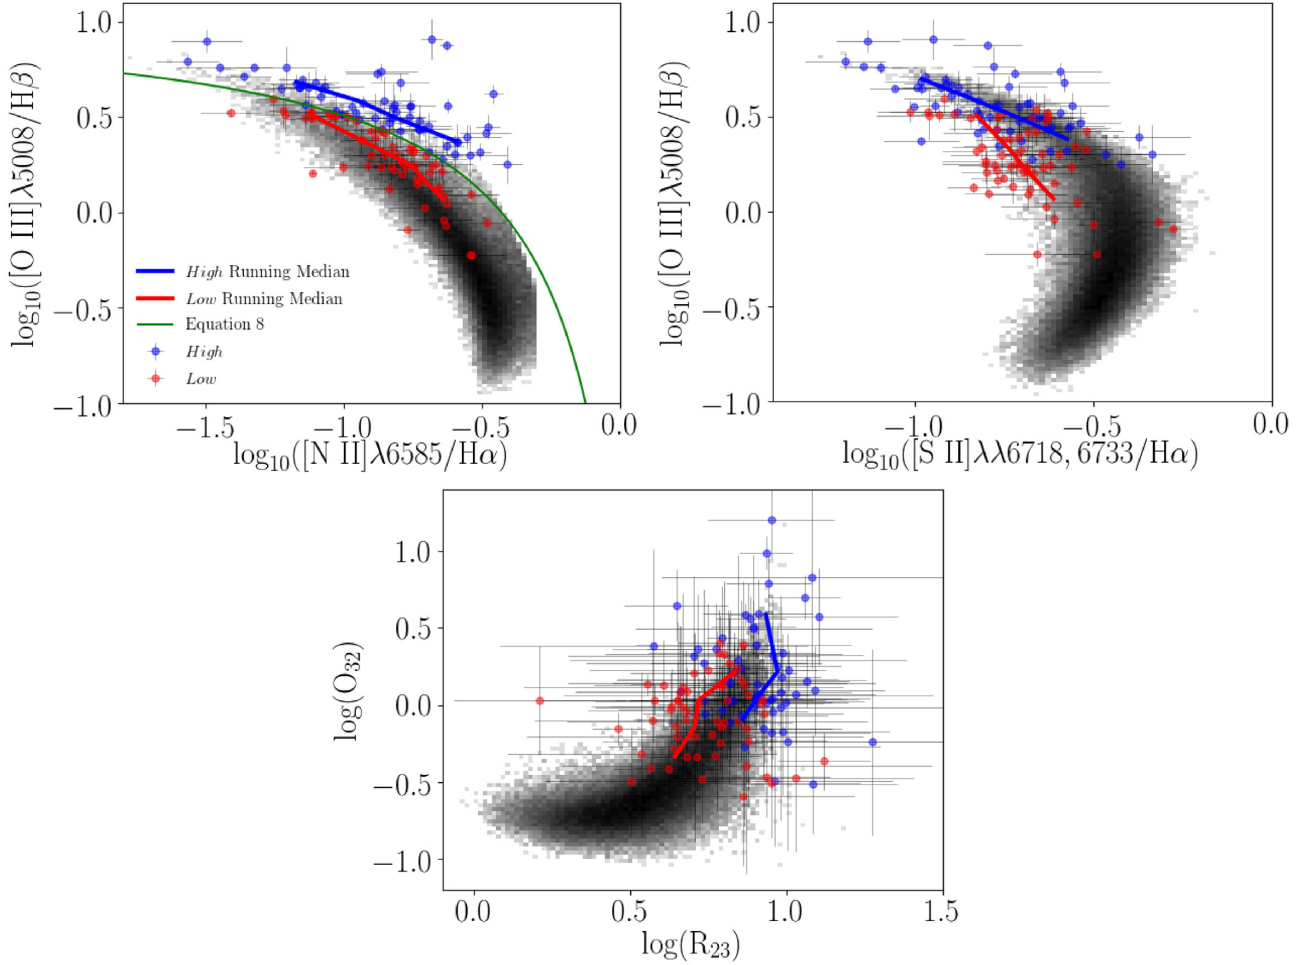 1.0
0.5
0.0
−0.5
−1.0
log₁₀([O III]λ5008/Hβ)
High Running Median
Low Running Median
Equation 8
High
Low
−1.5 −1.0 −0.5 0.0
log₁₀([N II]λ6585/Hα)
1.0
0.5
0.0
−0.5
−1.0
log₁₀([O III]λ5008/Hβ)
−1.0 −0.5 0.0
log₁₀([S II]λλ6718, 6733/Hα)
1.0
0.5
0.0
−0.5
−1.0
log(O₃₂)
0.0 0.5 1.0 1.5
log(R₂₃)